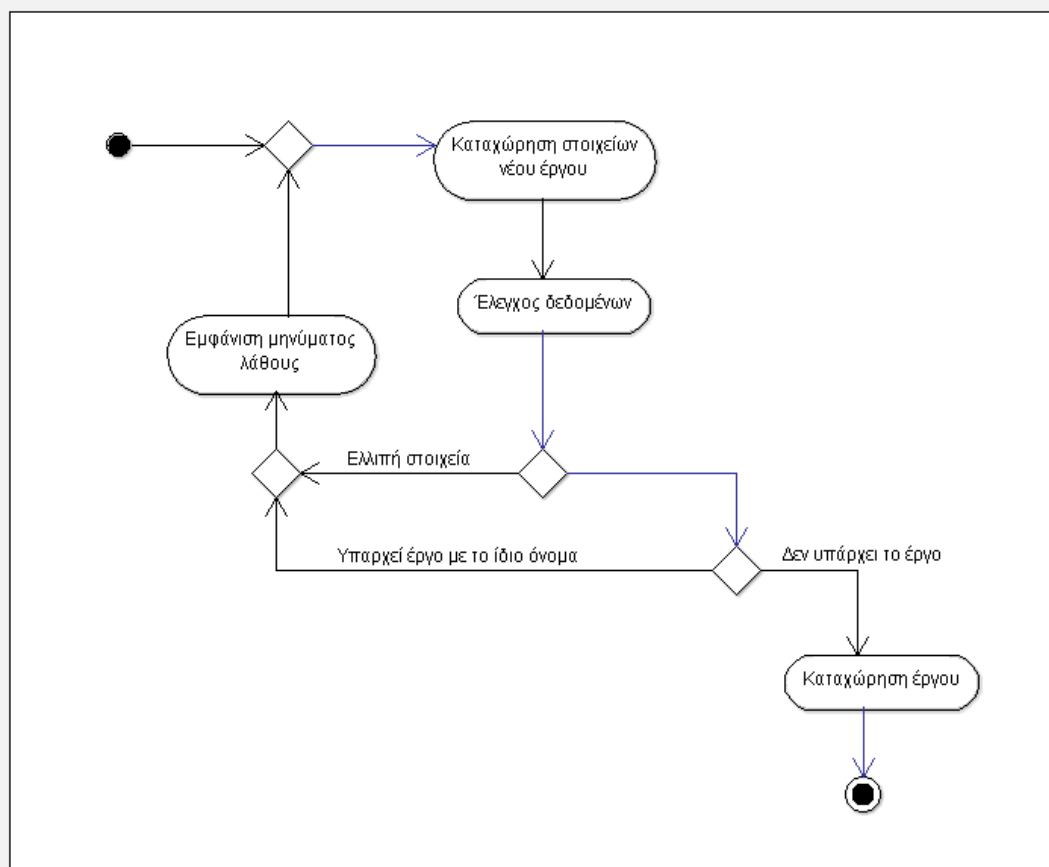 Καταχώρηση στοιχείων
νέου έργου
Έλεγχος δεδομένων
Εμφάνιση μηνύματος
λάθους
Ελλιπή στοιχεία
Υπαρχεί έργο με το ίδιο όνομα
Δεν υπάρχει το έργο
Καταχώρηση έργου